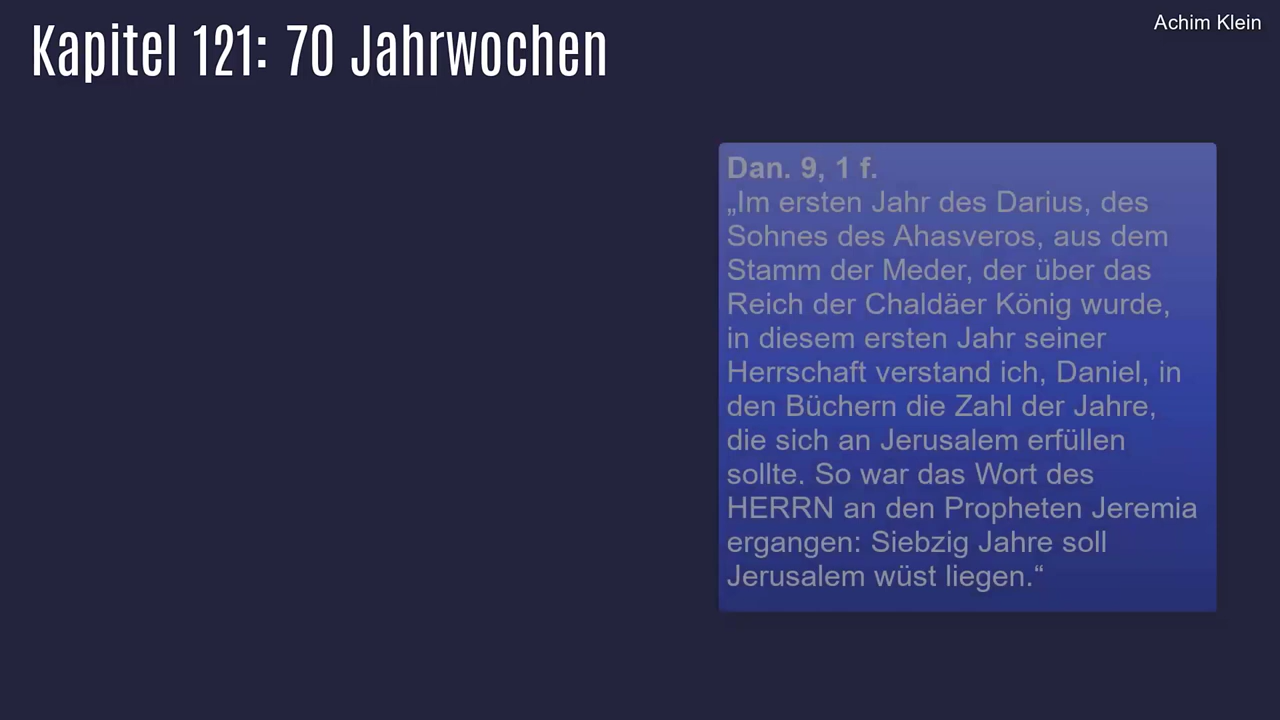 Kapitel 121: 70 Jahrwochen
Achim Klein
Dan. 9, 1 f.
„Im ersten Jahr des Darius, des
Sohnes des Ahasveros, aus dem
Stamm der Meder, der über das
Reich der Chaldäer König wurde,
in diesem ersten Jahr seiner
Herrschaft verstand ich, Daniel, in
den Büchern die Zahl der Jahre,
die sich an Jerusalem erfüllen
sollte. So war das Wort des
HERRN an den Propheten Jeremia
ergangen: Siebzig Jahre soll
Jerusalem wüst liegen.“